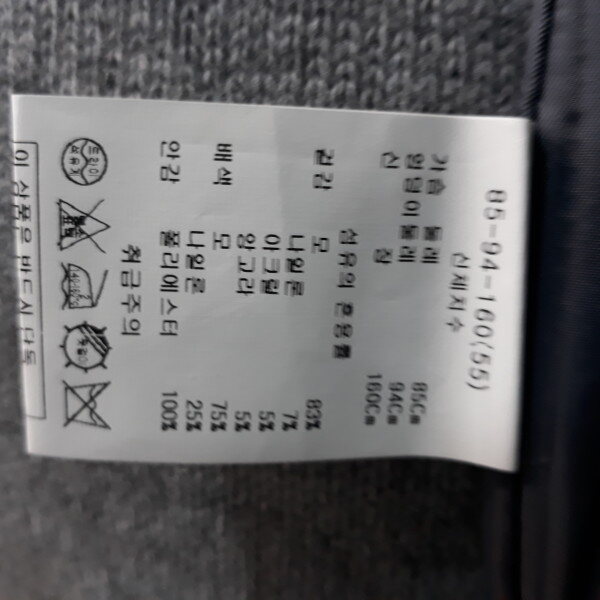 85-94-160(55)
신체치수
가슴 둘레 85Cm
엉덩이둘레 94Cm
신 장 160Cm
섬유의 혼용률
겉감 모 83%
나일론 7%
아크릴 5%
앙고라 5%
배색 모 75%
나일론 25%
안감 폴리에스터 100%
취급주의
드라이
이 상품은 반드시 단독